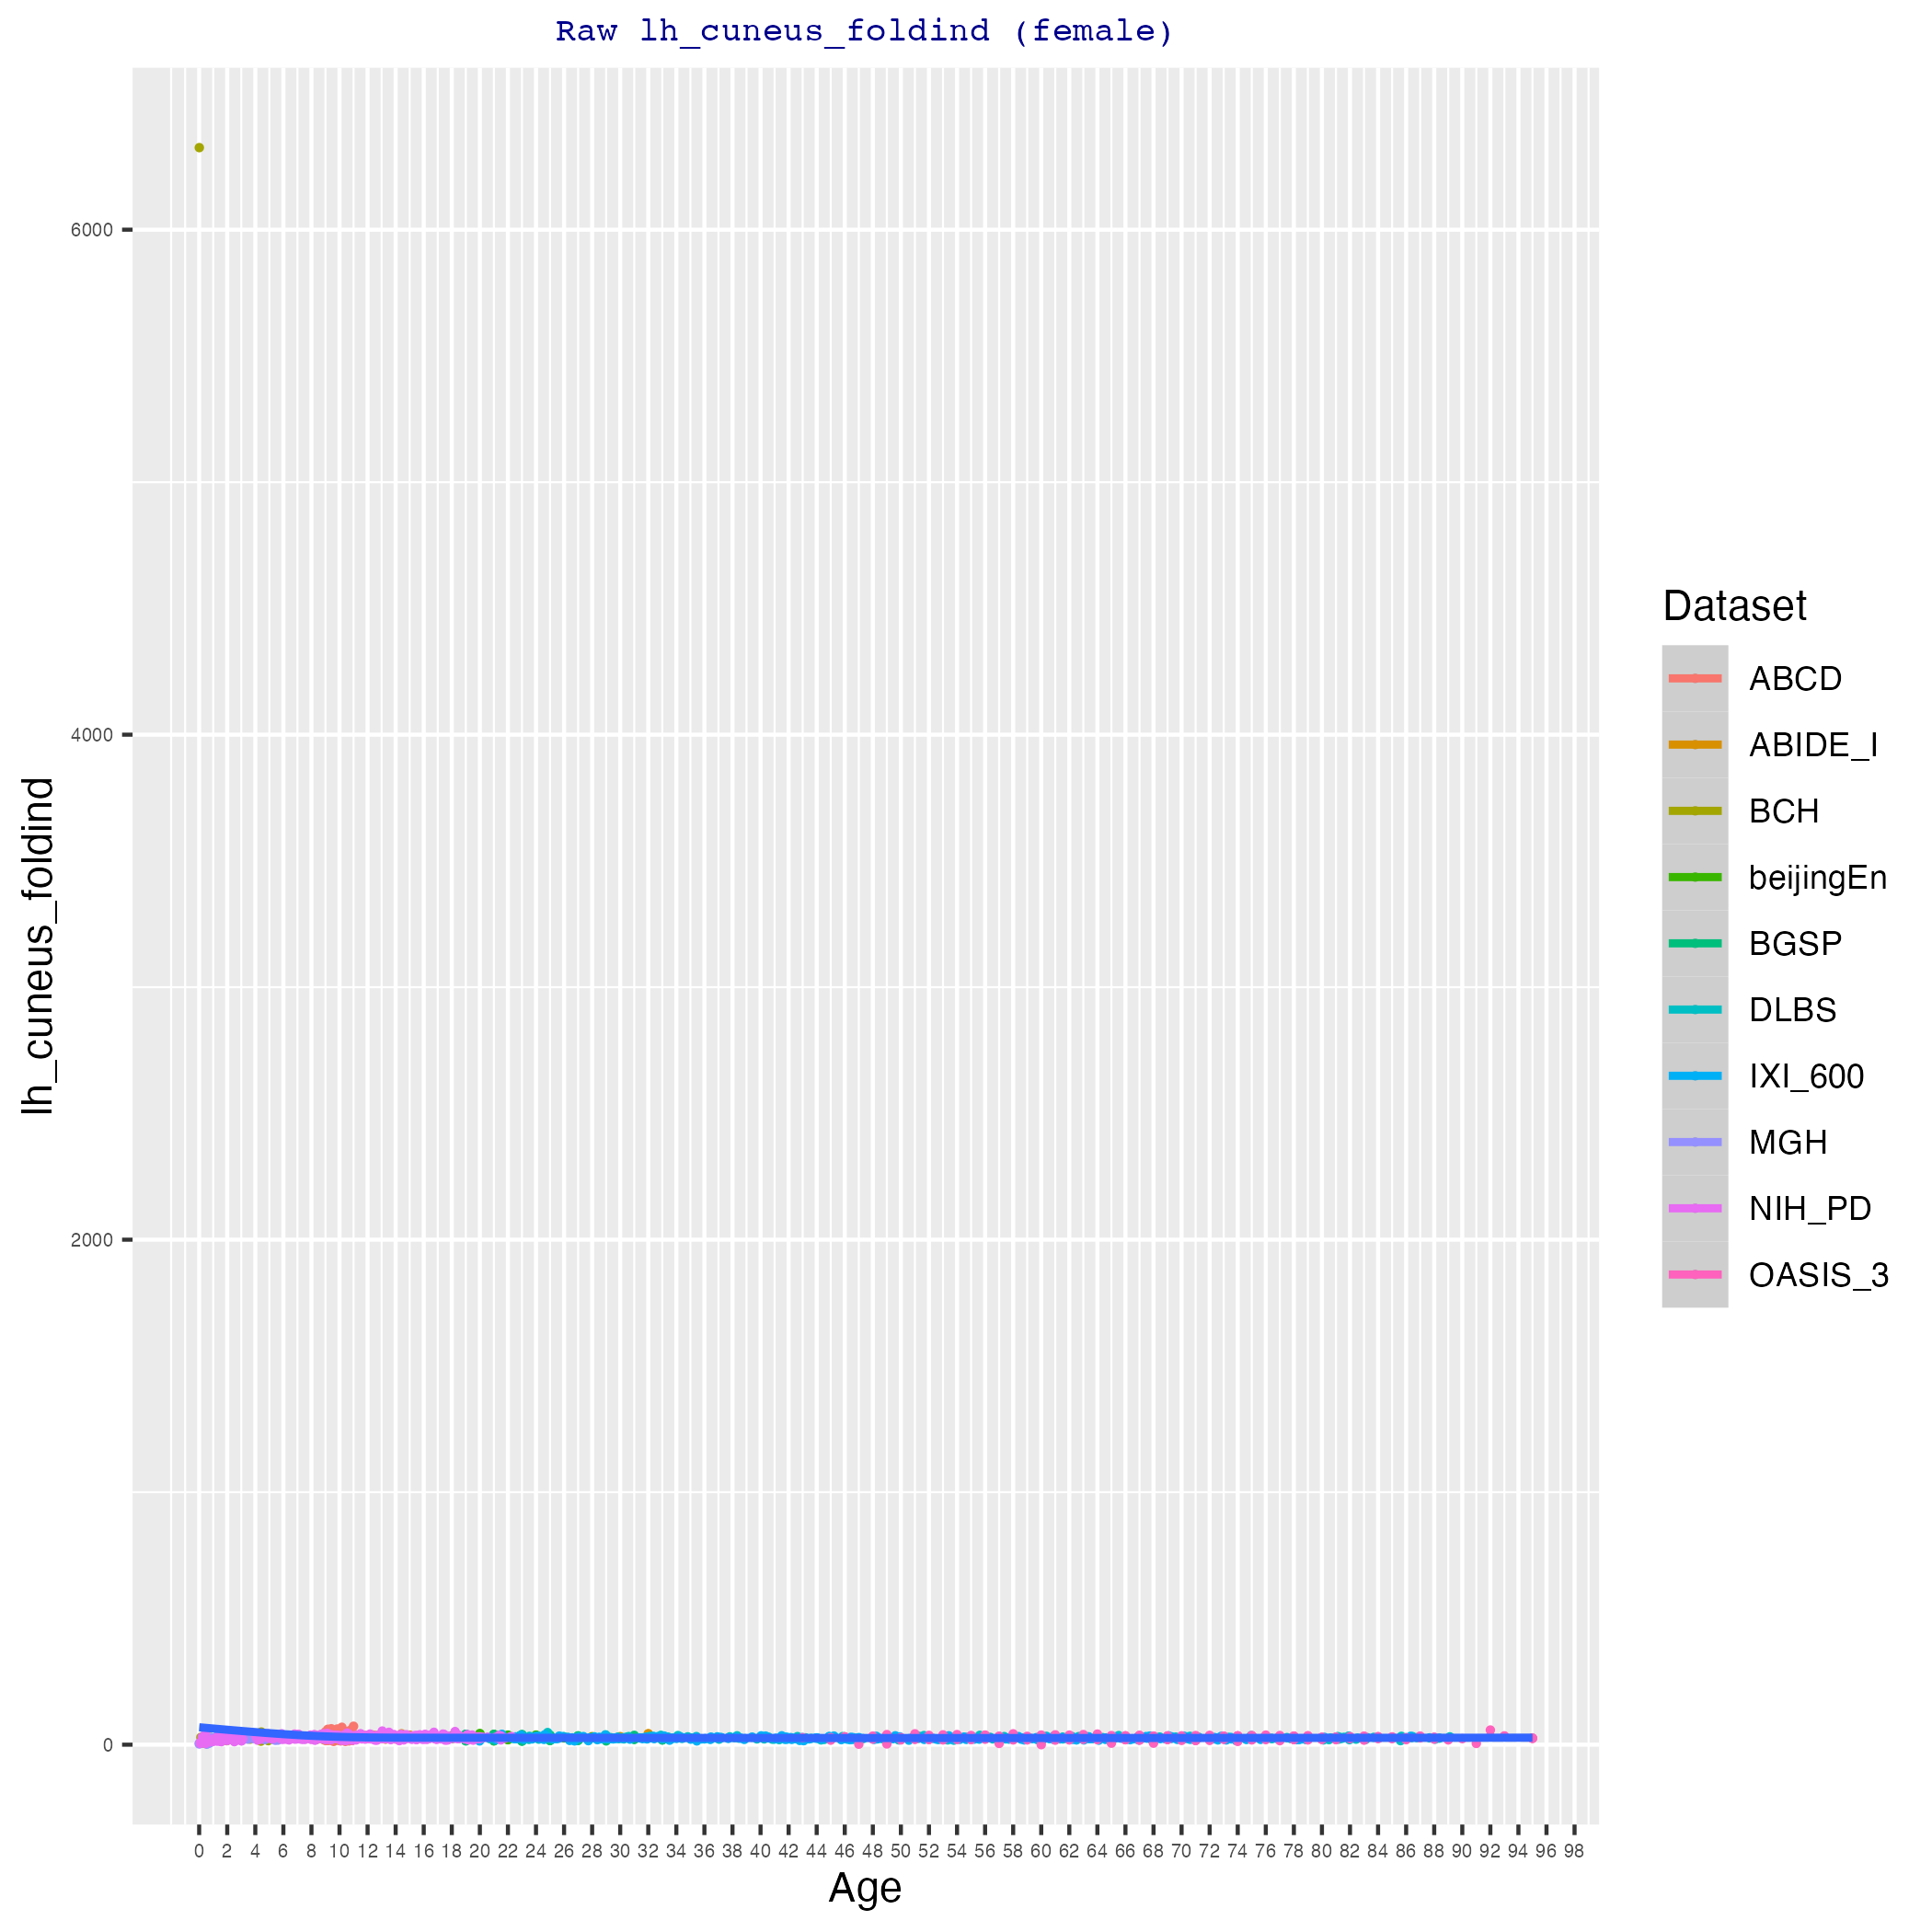 Raw lh_cuneus_foldind (female)
6000
4000
2000
0
lh_cuneus_foldind
0 2 4 6 8 10 12 14 16 18 20 22 24 26 28 30 32 34 36 38 40 42 44 46 48 50 52 54 56 58 60 62 64 66 68 70 72 74 76 78 80 82 84 86 88 90 92 94 96 98
Age
Dataset
ABCD
ABIDE_I
BCH
beijingEn
BGSP
DLBS
IXI_600
MGH
NIH_PD
OASIS_3